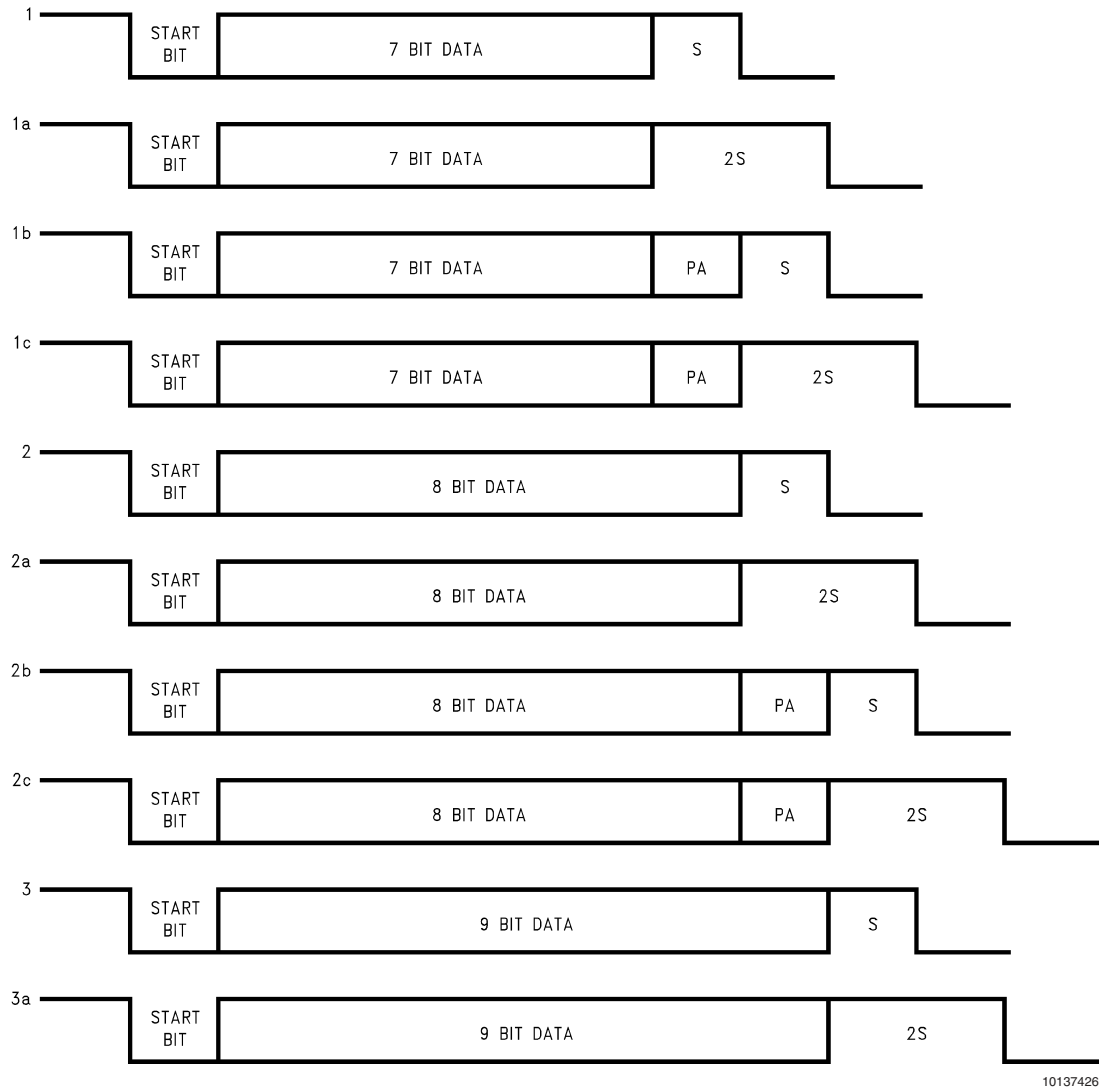 1
START
BIT
7 BIT DATA
S
1a
START
BIT
7 BIT DATA
2S
1b
START
BIT
7 BIT DATA
PA
S
1c
START
BIT
7 BIT DATA
PA
2S
2
START
BIT
8 BIT DATA
S
2a
START
BIT
8 BIT DATA
2S
2b
START
BIT
8 BIT DATA
PA
S
2c
START
BIT
8 BIT DATA
PA
2S
3
START
BIT
9 BIT DATA
S
3a
START
BIT
9 BIT DATA
2S
10137426